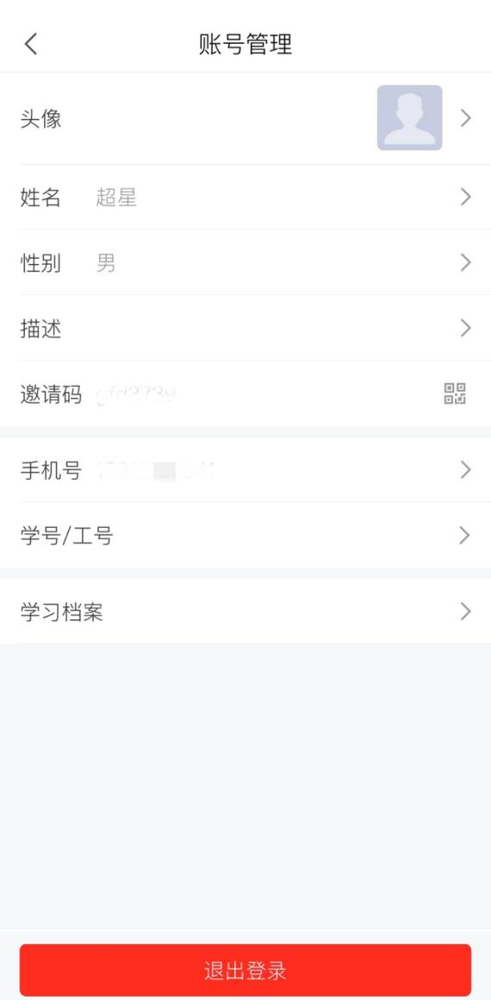 账号管理
头像
姓名 超星
性别 男
描述
邀请码
手机号
学号/工号
学习档案
退出登录